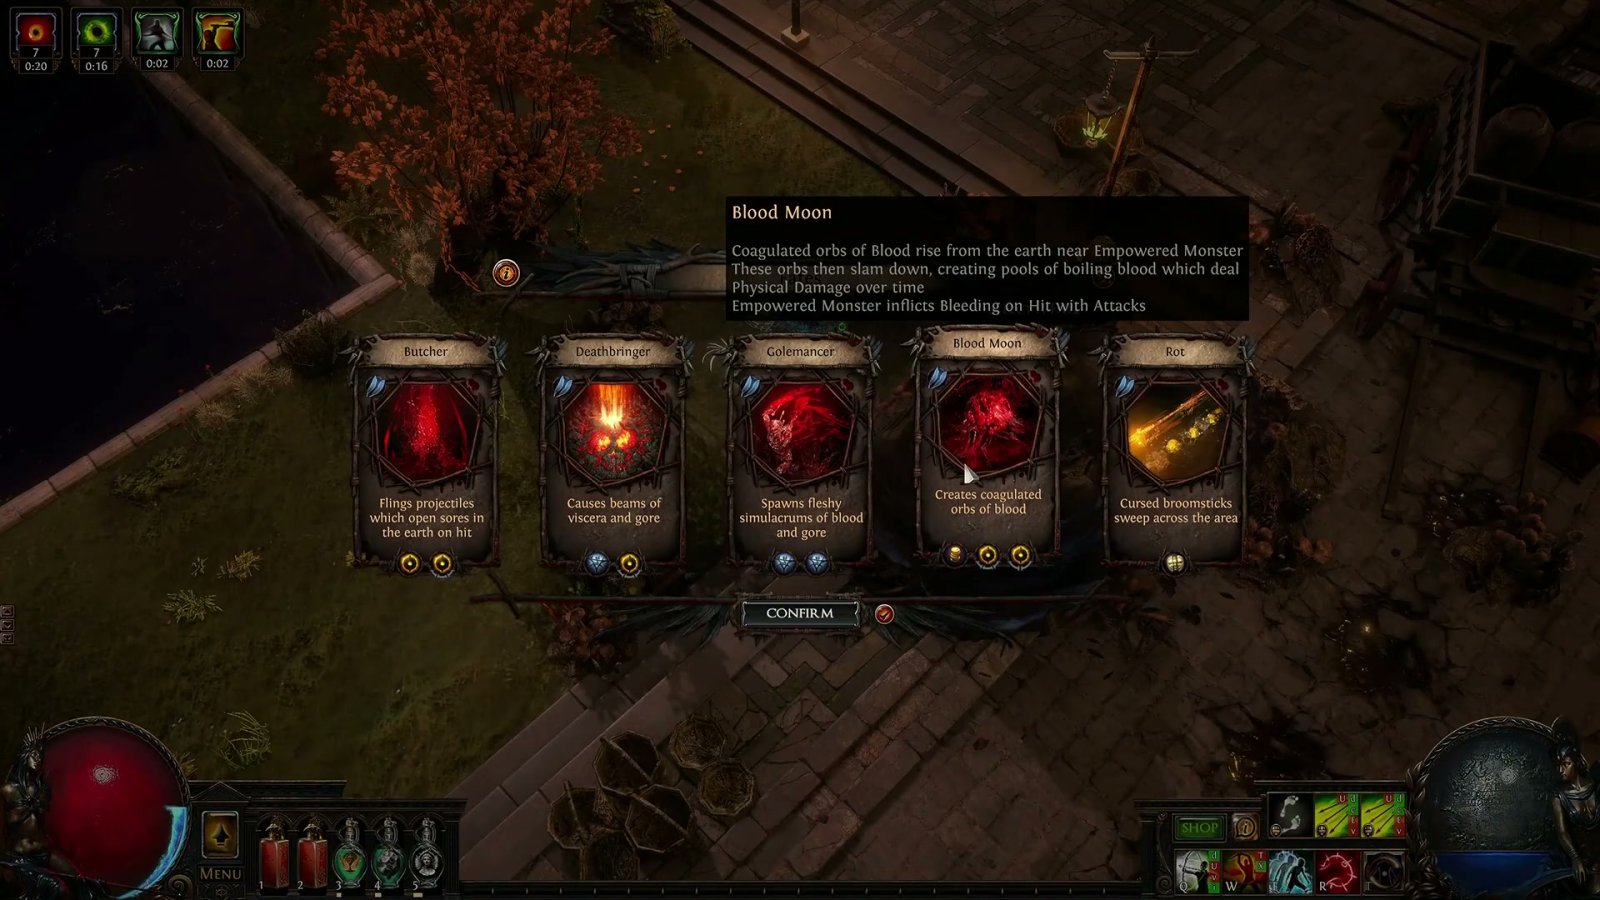 7
7
0:20
0:16
0:02
0:02
Blood Moon
Coagulated orbs of Blood rise from the earth near Empowered Monster
These orbs then slam down, creating pools of boiling blood which deal
Physical Damage over time
Empowered Monster inflicts Bleeding on Hit with Attacks
Butcher
Flings projectiles
which open sores in
the earth on hit
Deathbringer
Causes beams of
viscera and gore
Golemancer
Spawns fleshy
simulacrums of blood
and gore
Blood Moon
Creates coagulated
orbs of blood
Rot
Cursed broomsticks
sweep across the area
CONFIRM
MENU
1
2
3
4
5
SHOP
Q
W
E
R
T